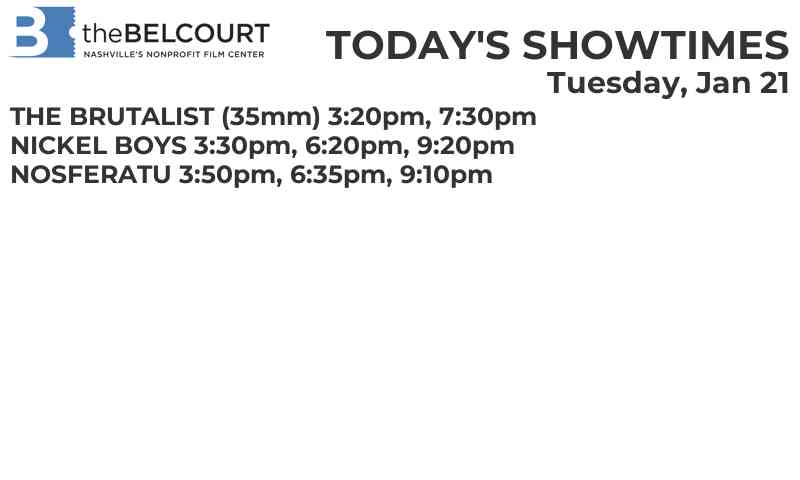 B theBELCOURT
NASHVILLE'S NONPROFIT FILM CENTER
TODAY'S SHOWTIMES
Tuesday, Jan 21
THE BRUTALIST (35mm) 3:20pm, 7:30pm
NICKEL BOYS 3:30pm, 6:20pm, 9:20pm
NOSFERATU 3:50pm, 6:35pm, 9:10pm